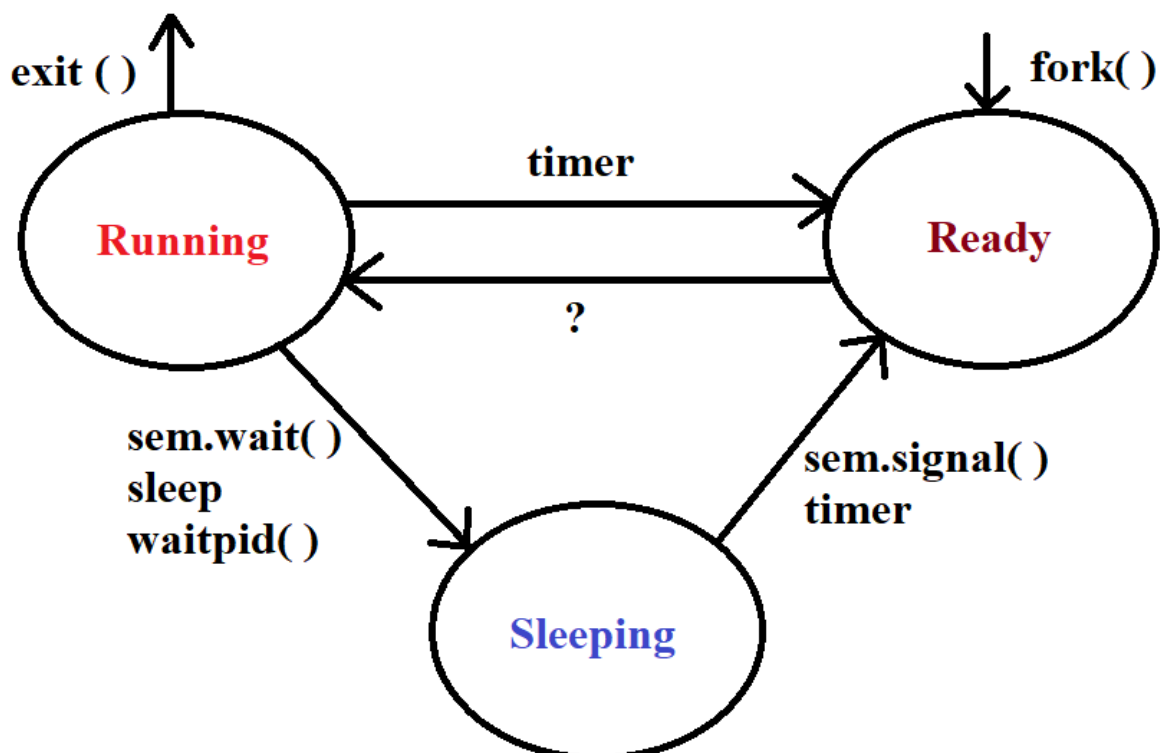 exit ( )
fork( )
timer
Running
Ready
?
sem.wait( )
sleep
waitpid( )
sem.signal( )
timer
Sleeping